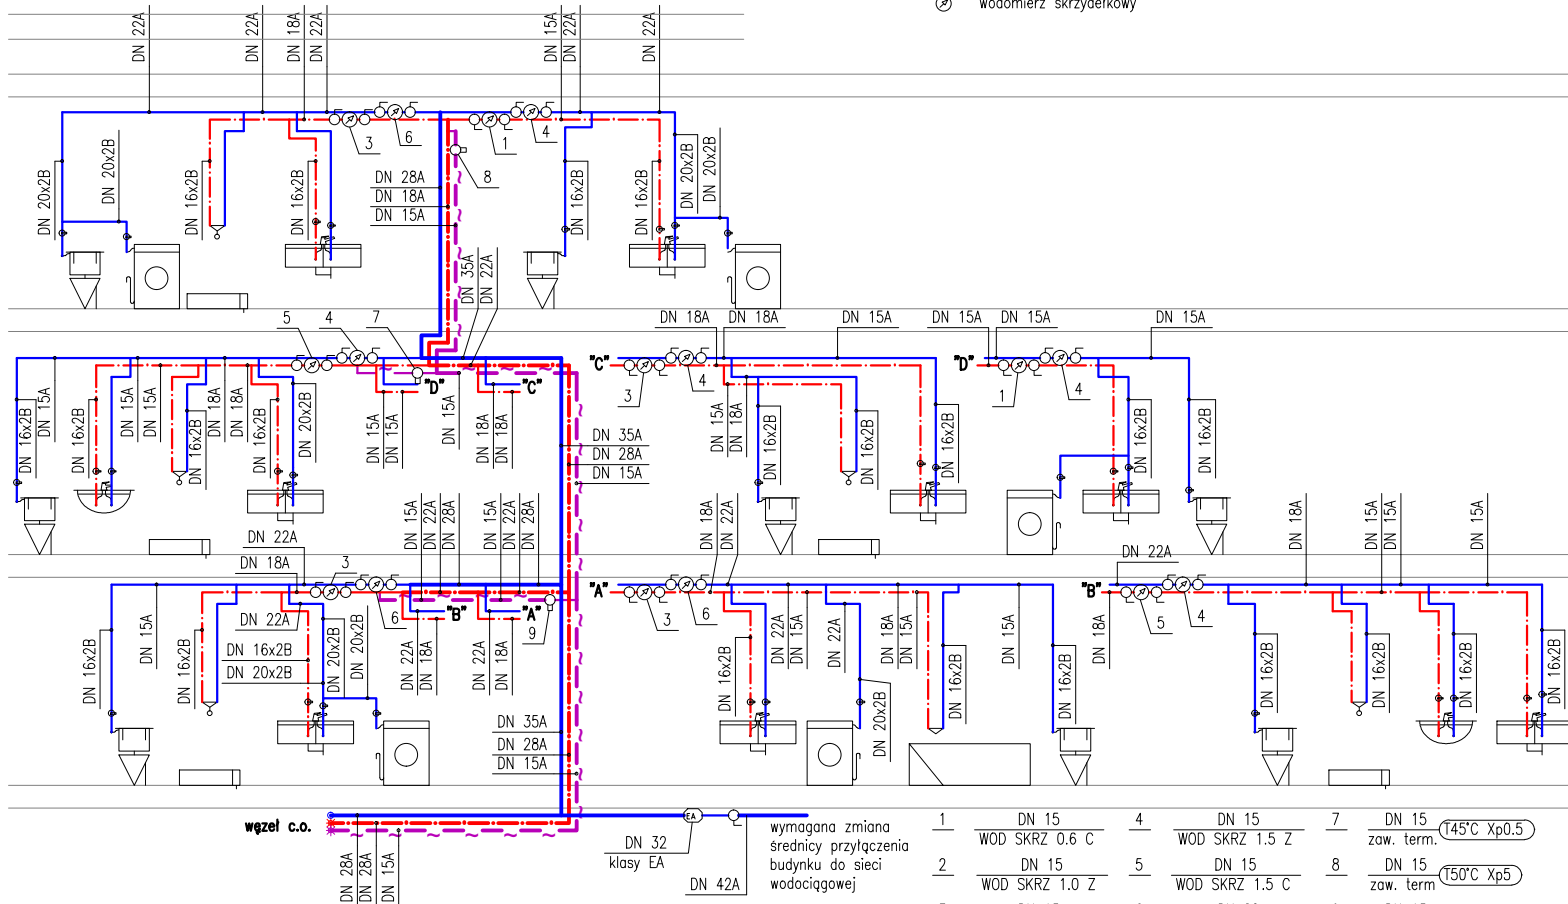 wodomierz skrzydełkowy
DN 22A
DN 22A
DN 18A
DN 22A
DN 15A
DN 22A
DN 22A
3
6
1
4
8
DN 20x2B
DN 20x2B
DN 16x2B
DN 16x2B
DN 28A
DN 18A
DN 15A
DN 16x2B
DN 16x2B
DN 20x2B
DN 20x2B
DN 35A
DN 22A
5
4
7
DN 18A
DN 18A
DN 15A
DN 15A
DN 15A
DN 15A
"C"
"D"
"D"
"C"
3
4
1
4
DN 16x2B
DN 15A
DN 16x2B
DN 15A
DN 15A
DN 16x2B
DN 18A
DN 18A
DN 16x2B
DN 20x2B
DN 15A
DN 15A
DN 15A
DN 18A
DN 18A
DN 35A
DN 28A
DN 15A
DN 15A
DN 18A
DN 16x2B
DN 16x2B
DN 16x2B
DN 16x2B
DN 16x2B
DN 22A
DN 18A
3
DN 15A
DN 22A
DN 28A
DN 15A
DN 22A
DN 28A
DN 18A
DN 22A
DN 22A
DN 18A
DN 15A
DN 15A
DN 15A
"A"
"B"
"B"
"A"
6
9
3
6
5
4
DN 16x2B
DN 15A
DN 16x2B
DN 22A
DN 16x2B
DN 20x2B
DN 20x2B
DN 20x2B
DN 22A
DN 18A
DN 22A
DN 18A
DN 16x2B
DN 22A
DN 15A
DN 22A
DN 20x2B
DN 18A
DN 15A
DN 16x2B
DN 15A
DN 16x2B
DN 18A
DN 16x2B
DN 16x2B
DN 16x2B
DN 16x2B
DN 35A
DN 28A
DN 15A
węzeł c.o.
DN 28A
DN 28A
DN 15A
EA
DN 32
klasy EA
DN 42A
wymagana zmiana
średnicy przyłączenia
budynku do sieci
wodociągowej
1 DN 15 WOD SKRZ 0.6 C
4 DN 15 WOD SKRZ 1.5 Z
7 DN 15 zaw. term. T45°C Xp0.5
2 DN 15 WOD SKRZ 1.0 Z
5 DN 15 WOD SKRZ 1.5 C
8 DN 15 zaw. term T50°C Xp5